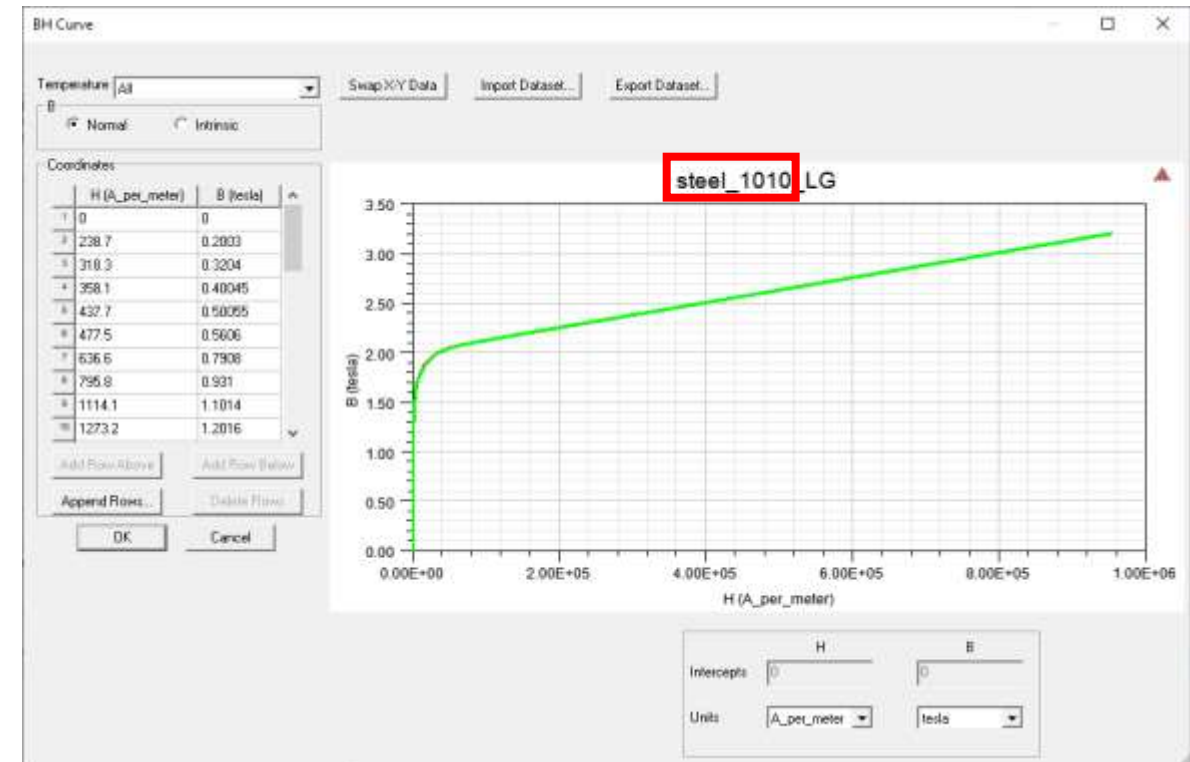 BH Curve
Temperature All
Swap X-Y Data Import Dataset... Export Dataset...
B
Normal Intrinsic
Coordinates
H (A_per_meter) B (tesla)
1 0 0
2 238.7 0.2003
3 318.3 0.3204
4 358.1 0.40045
5 437.7 0.50055
6 477.5 0.5606
7 636.6 0.7908
8 795.8 0.931
9 1114.1 1.1014
10 1273.2 1.2016
Add Row Above Add Row Below
Append Rows... Delete Rows
OK Cancel
steel_1010_LG
3.50
3.00
2.50
2.00
1.50
1.00
0.50
0.00
B (tesla)
0.00E+00 2.00E+05 4.00E+05 6.00E+05 8.00E+05 1.00E+06
H (A_per_meter)
H B
Intercepts 0 0
Units A_per_meter tesla